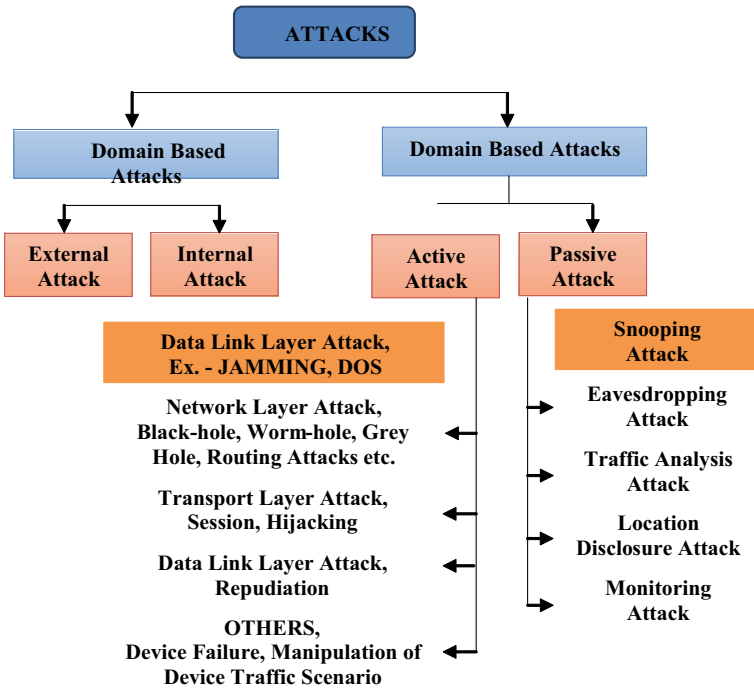 ATTACKS
Domain Based
Attacks
Domain Based Attacks
External
Attack
Internal
Attack
Active
Attack
Passive
Attack
Data Link Layer Attack,
Ex. - JAMMING, DOS
Network Layer Attack,
Black-hole, Worm-hole, Grey
Hole, Routing Attacks etc.
Transport Layer Attack,
Session, Hijacking
Data Link Layer Attack,
Repudiation
OTHERS,
Device Failure, Manipulation of
Device Traffic Scenario
Snooping
Attack
Eavesdropping
Attack
Traffic Analysis
Attack
Location
Disclosure Attack
Monitoring
Attack